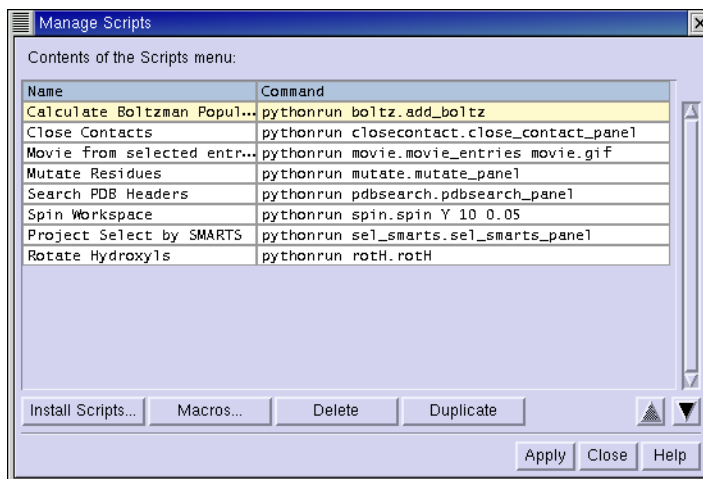 Manage Scripts
Contents of the Scripts menu:
Name Command
Calculate Boltzman Popul... pythonrun boltz.add_boltz
Close Contacts pythonrun closecontact.close_contact_panel
Movie from selected entr... pythonrun movie.movie_entries movie.gif
Mutate Residues pythonrun mutate.mutate_panel
Search PDB Headers pythonrun pdbsearch.pdbsearch_panel
Spin Workspace pythonrun spin.spin Y 10 0.05
Project Select by SMARTS pythonrun sel_smarts.sel_smarts_panel
Rotate Hydroxyls pythonrun rotH.rotH
Install Scripts... Macros... Delete Duplicate
Apply Close Help